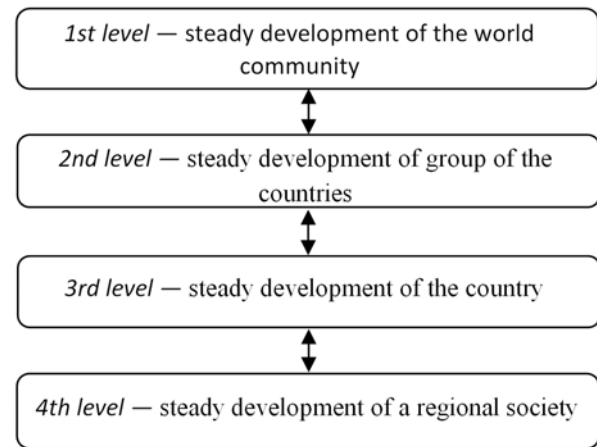 1st level — steady development of the world
community
2nd level — steady development of group of the
countries
3rd level — steady development of the country
4th level — steady development of a regional society